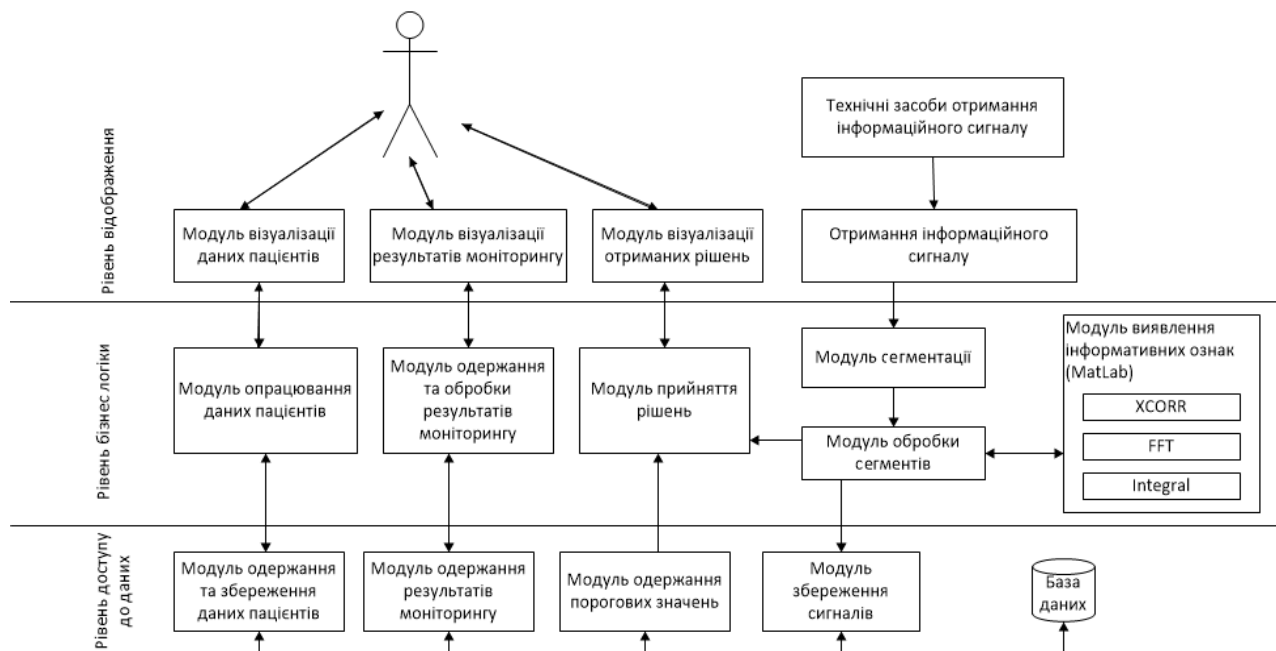 Рівень відображення
Технічні засоби отримання
інформаційного сигналу
Модуль візуалізації
даних пацієнтів
Модуль візуалізації
результатів моніторингу
Модуль візуалізації
отриманих рішень
Отримання інформаційного
сигналу
Рівень бізнес логіки
Модуль опрацювання
даних пацієнтів
Модуль одержання
та обробки
результатів
моніторингу
Модуль прийняття
рішень
Модуль сегментації
Модуль обробки
сегментів
Модуль виявлення
інформативних ознак
(MatLab)
XCORR
FFT
Integral
Рівень доступу
до даних
Модуль одержання
та збереження
даних пацієнтів
Модуль одержання
результатів
моніторингу
Модуль одержання
порогових значень
Модуль
збереження
сигналів
База
даних